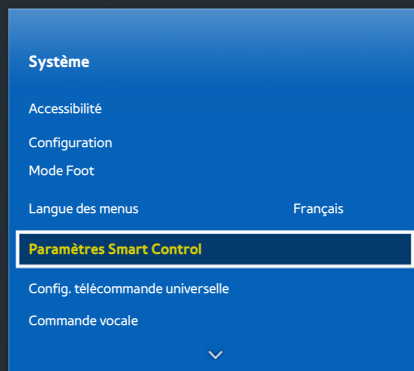 Système
Accessibilité
Configuration
Mode Foot
Langue des menus Français
Paramètres Smart Control
Config. télécommande universelle
Commande vocale